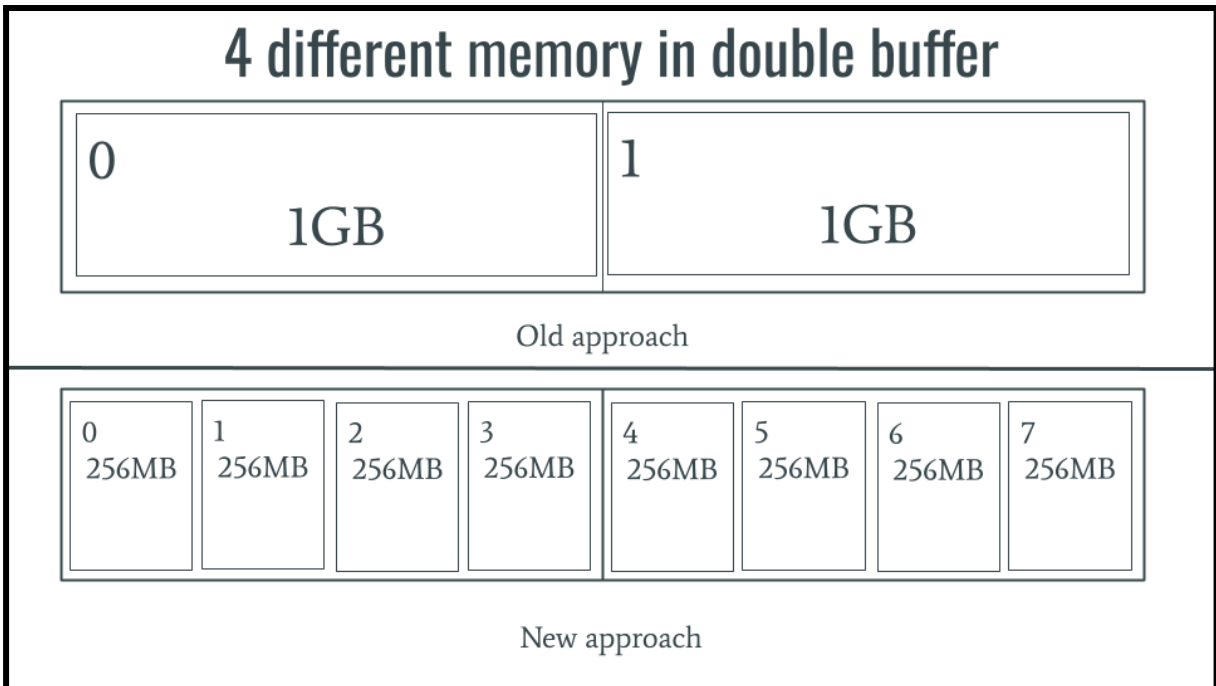 4 different memory in double buffer
0
1
1GB
1GB
Old approach
0
1
2
3
4
5
6
7
256MB
256MB
256MB
256MB
256MB
256MB
256MB
256MB
New approach